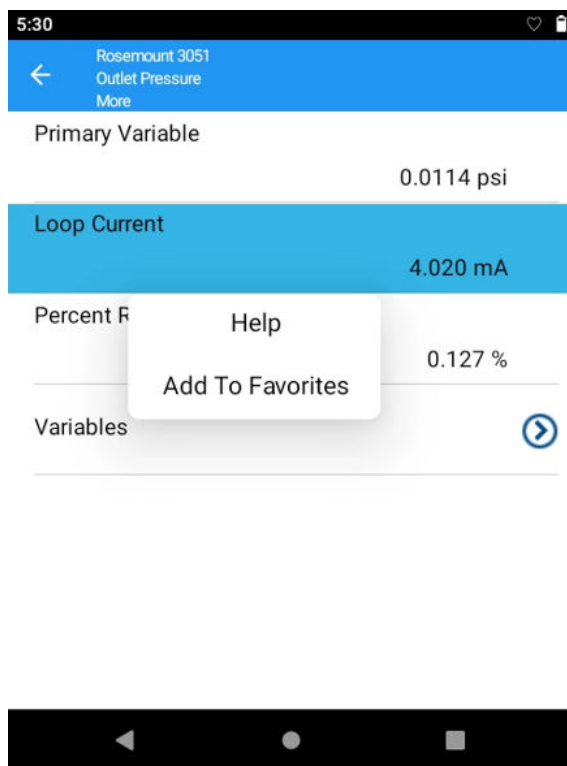 5:30
Rosemount 3051
Outlet Pressure
More
Primary Variable
0.0114 psi
Loop Current
4.020 mA
Percent R
Help
0.127 %
Add To Favorites
Variables